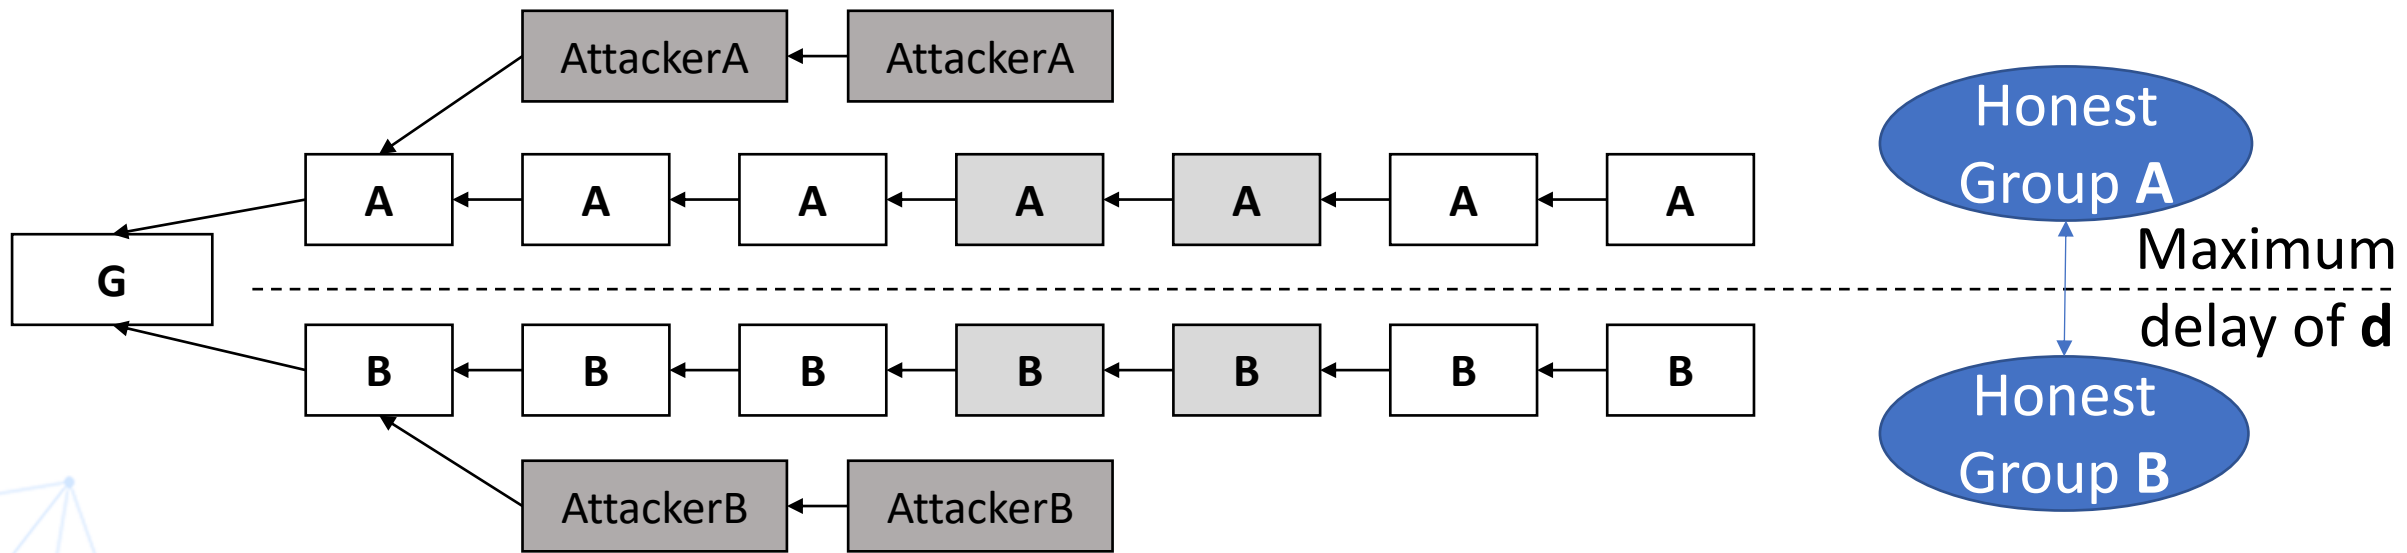 AttackerA AttackerA
A A A A A A A
G
B B B B B B B
AttackerB AttackerB
Honest
Group A
Maximum
delay of d
Honest
Group B